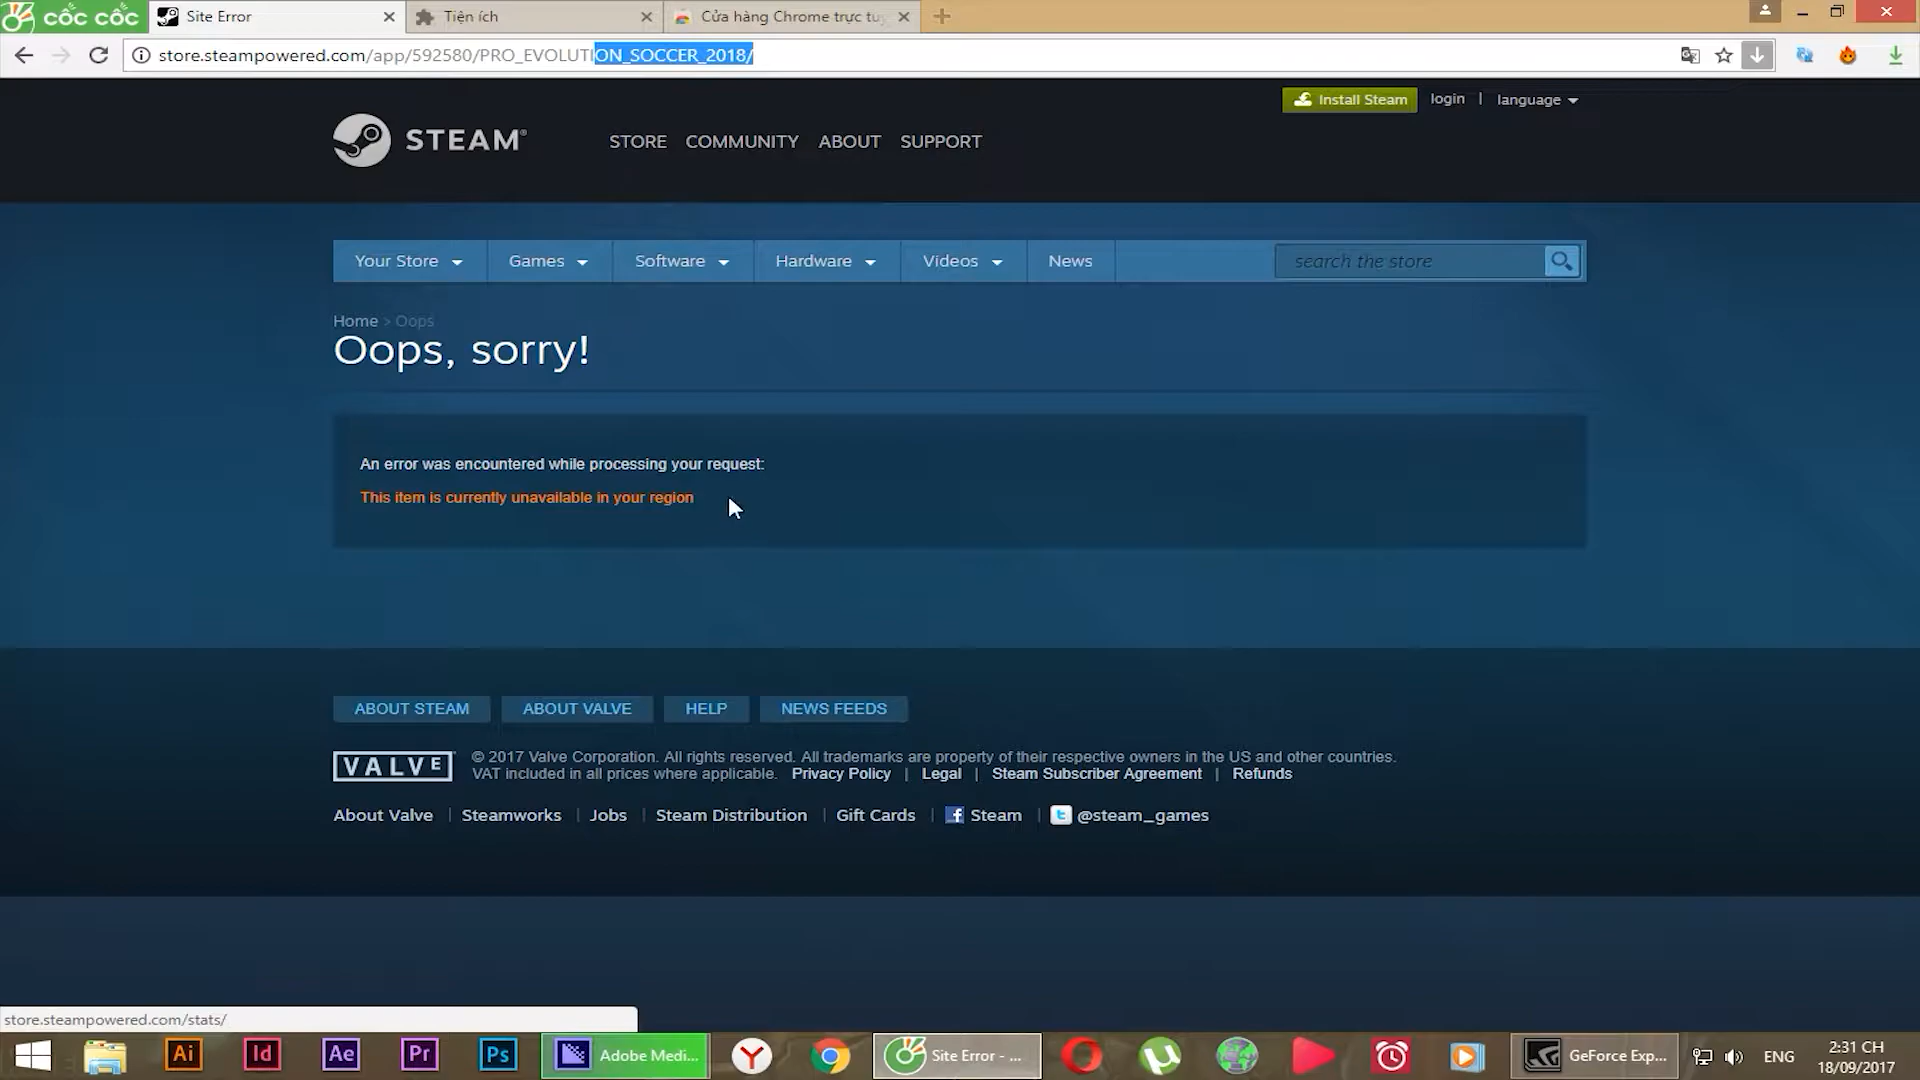 cốc cốc
Site Error
Tiện ích
Cửa hàng Chrome trực tuy
store.steampowered.com/app/592580/PRO_EVOLUTION_SOCCER_2018/
Install Steam
login | language
STEAM®
STORE COMMUNITY ABOUT SUPPORT
Your Store Games Software Hardware Videos News
search the store
Home > Oops
Oops, sorry!
An error was encountered while processing your request:
This item is currently unavailable in your region
ABOUT STEAM ABOUT VALVE HELP NEWS FEEDS
VALVE
© 2017 Valve Corporation. All rights reserved. All trademarks are property of their respective owners in the US and other countries.
VAT included in all prices where applicable. Privacy Policy | Legal | Steam Subscriber Agreement | Refunds
About Valve | Steamworks | Jobs | Steam Distribution | Gift Cards | Steam | @steam_games
store.steampowered.com/stats/
Ai Id Ae Pr Ps Adobe Medi... Site Error - ... GeForce Exp... ENG
2:31 CH
18/09/2017